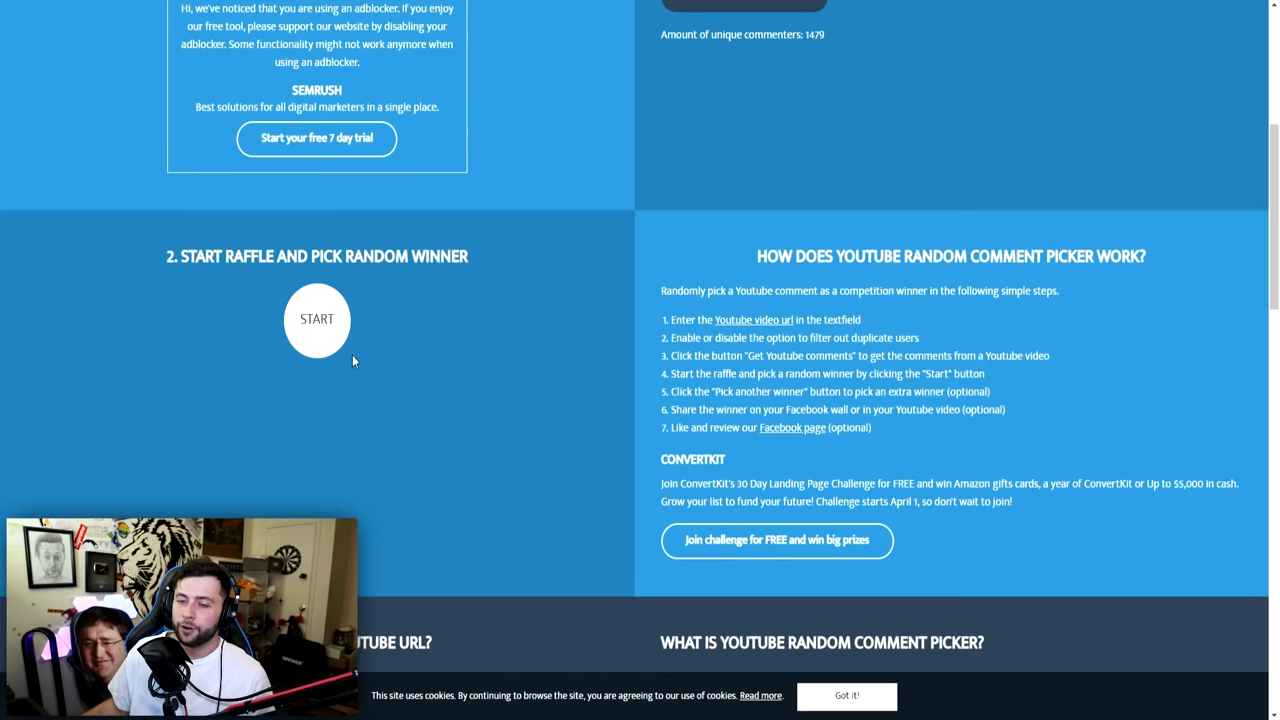 Hi, we've noticed that you are using an adblocker. If you enjoy
our free tool, please support our website by disabling your
adblocker. Some functionality might not work anymore when
using an adblocker.
SEMRUSH
Best solutions for all digital marketers in a single place.
Start your free 7 day trial
Amount of unique commenters: 1479
2. START RAFFLE AND PICK RANDOM WINNER
START
HOW DOES YOUTUBE RANDOM COMMENT PICKER WORK?
Randomly pick a Youtube comment as a competition winner in the following simple steps.
1. Enter the Youtube video url in the textfield
2. Enable or disable the option to filter out duplicate users
3. Click the button "Get Youtube comments" to get the comments from a Youtube video
4. Start the raffle and pick a random winner by clicking the "Start" button
5. Click the "Pick another winner" button to pick an extra winner (optional)
6. Share the winner on your Facebook wall or in your Youtube video (optional)
7. Like and review our Facebook page (optional)
CONVERTKIT
Join ConvertKit's 30 Day Landing Page Challenge for FREE and win Amazon gifts cards, a year of ConvertKit or Up to $5,000 in cash.
Grow your list to fund your future! Challenge starts April 1, so don't wait to join!
Join challenge for FREE and win big prizes
UTUBE URL?
WHAT IS YOUTUBE RANDOM COMMENT PICKER?
This site uses cookies. By continuing to browse the site, you are agreeing to our use of cookies. Read more.
Got it!